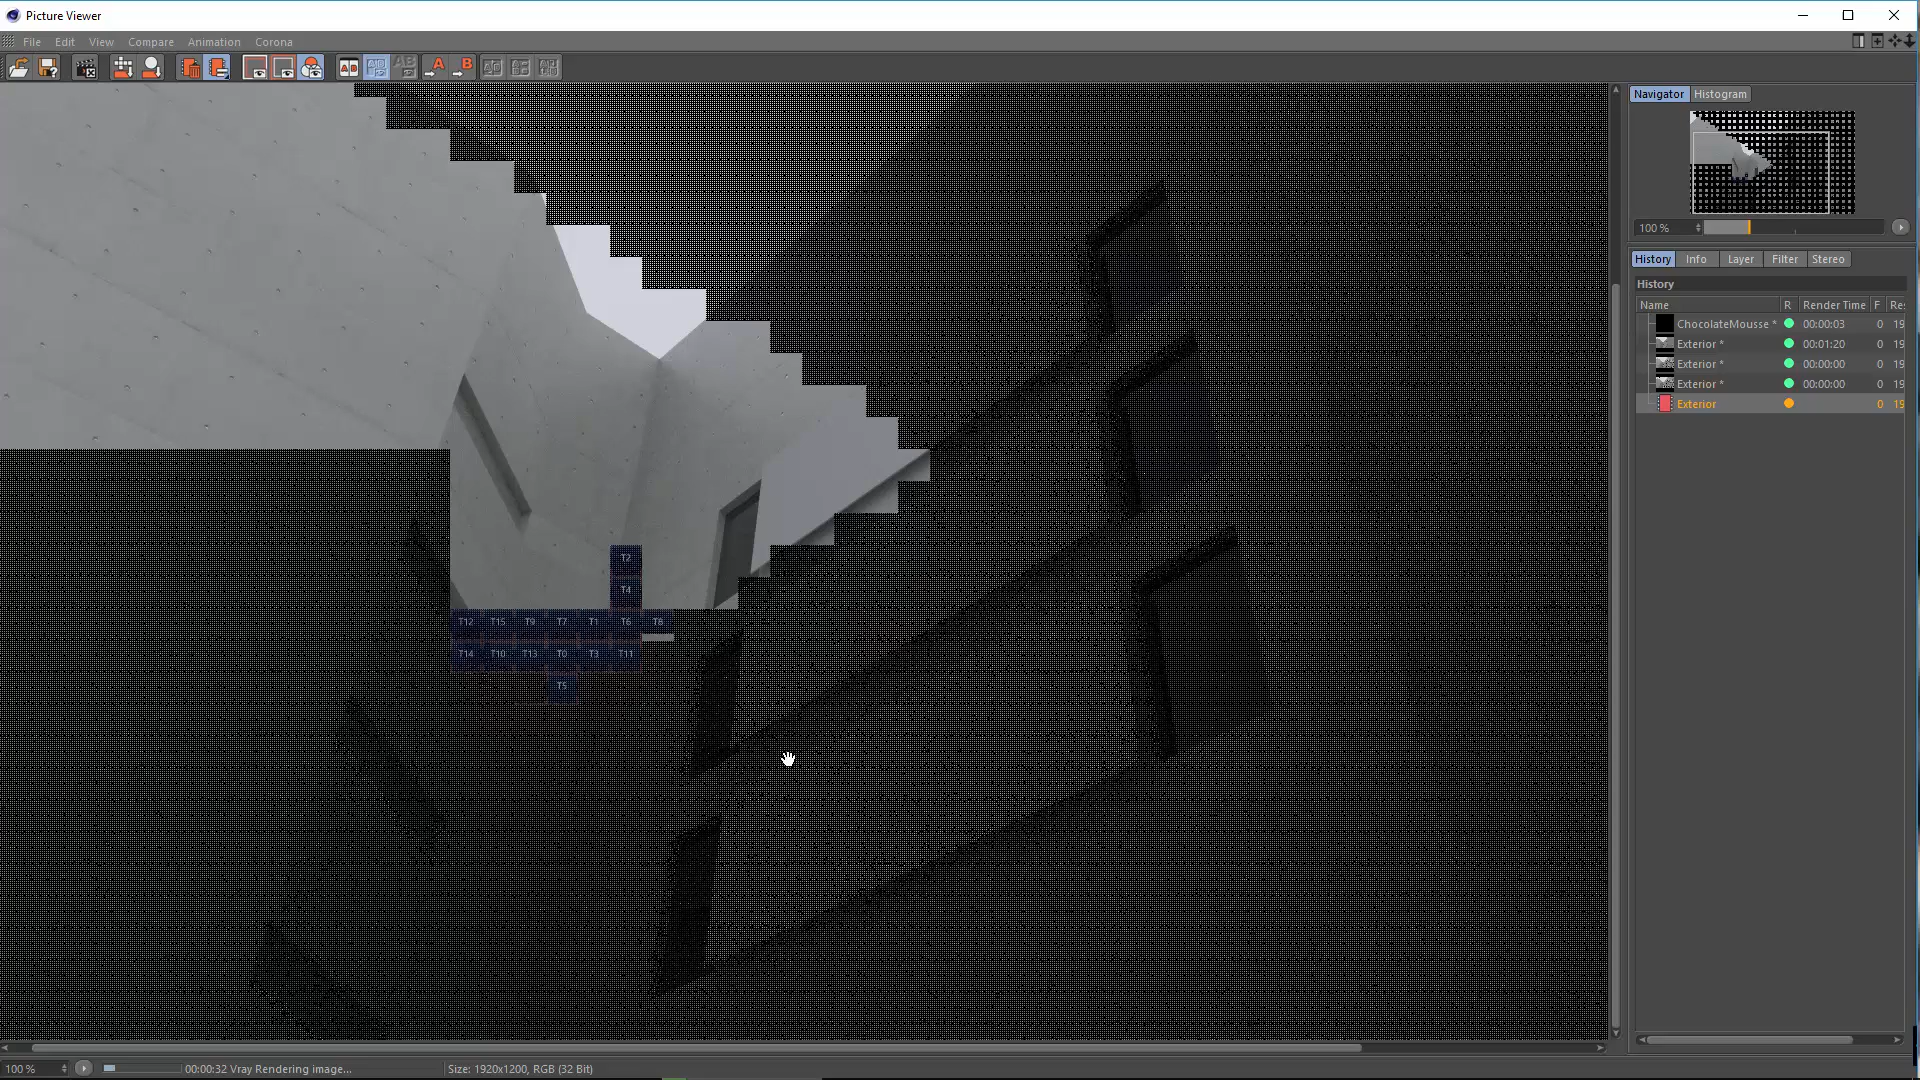 Picture Viewer
File Edit View Compare Animation Corona
Navigator Histogram
100 %
History Info Layer Filter Stereo
History
Name R Render Time F Res
ChocolateMousse * 00:00:03 0 19
Exterior * 00:01:20 0 19
Exterior * 00:00:00 0 19
Exterior * 00:00:00 0 19
Exterior 0 19
T2
T4
T12 T15 T9 T7 T1 T6 T8
T14 T10 T13 T0 T3 T11
T5
100 % 00:00:32 Vray Rendering image... Size: 1920x1200, RGB (32 Bit)